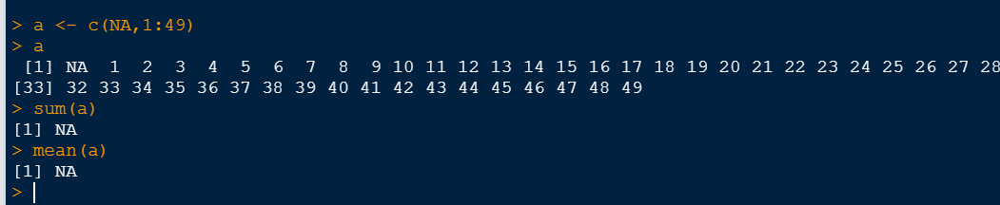 > a <- c(NA,1:49)
> a
 [1] NA  1  2  3  4  5  6  7  8  9 10 11 12 13 14 15 16 17 18 19 20 21 22 23 24 25 26 27 28
[33] 32 33 34 35 36 37 38 39 40 41 42 43 44 45 46 47 48 49
> sum(a)
[1] NA
> mean(a)
[1] NA
>